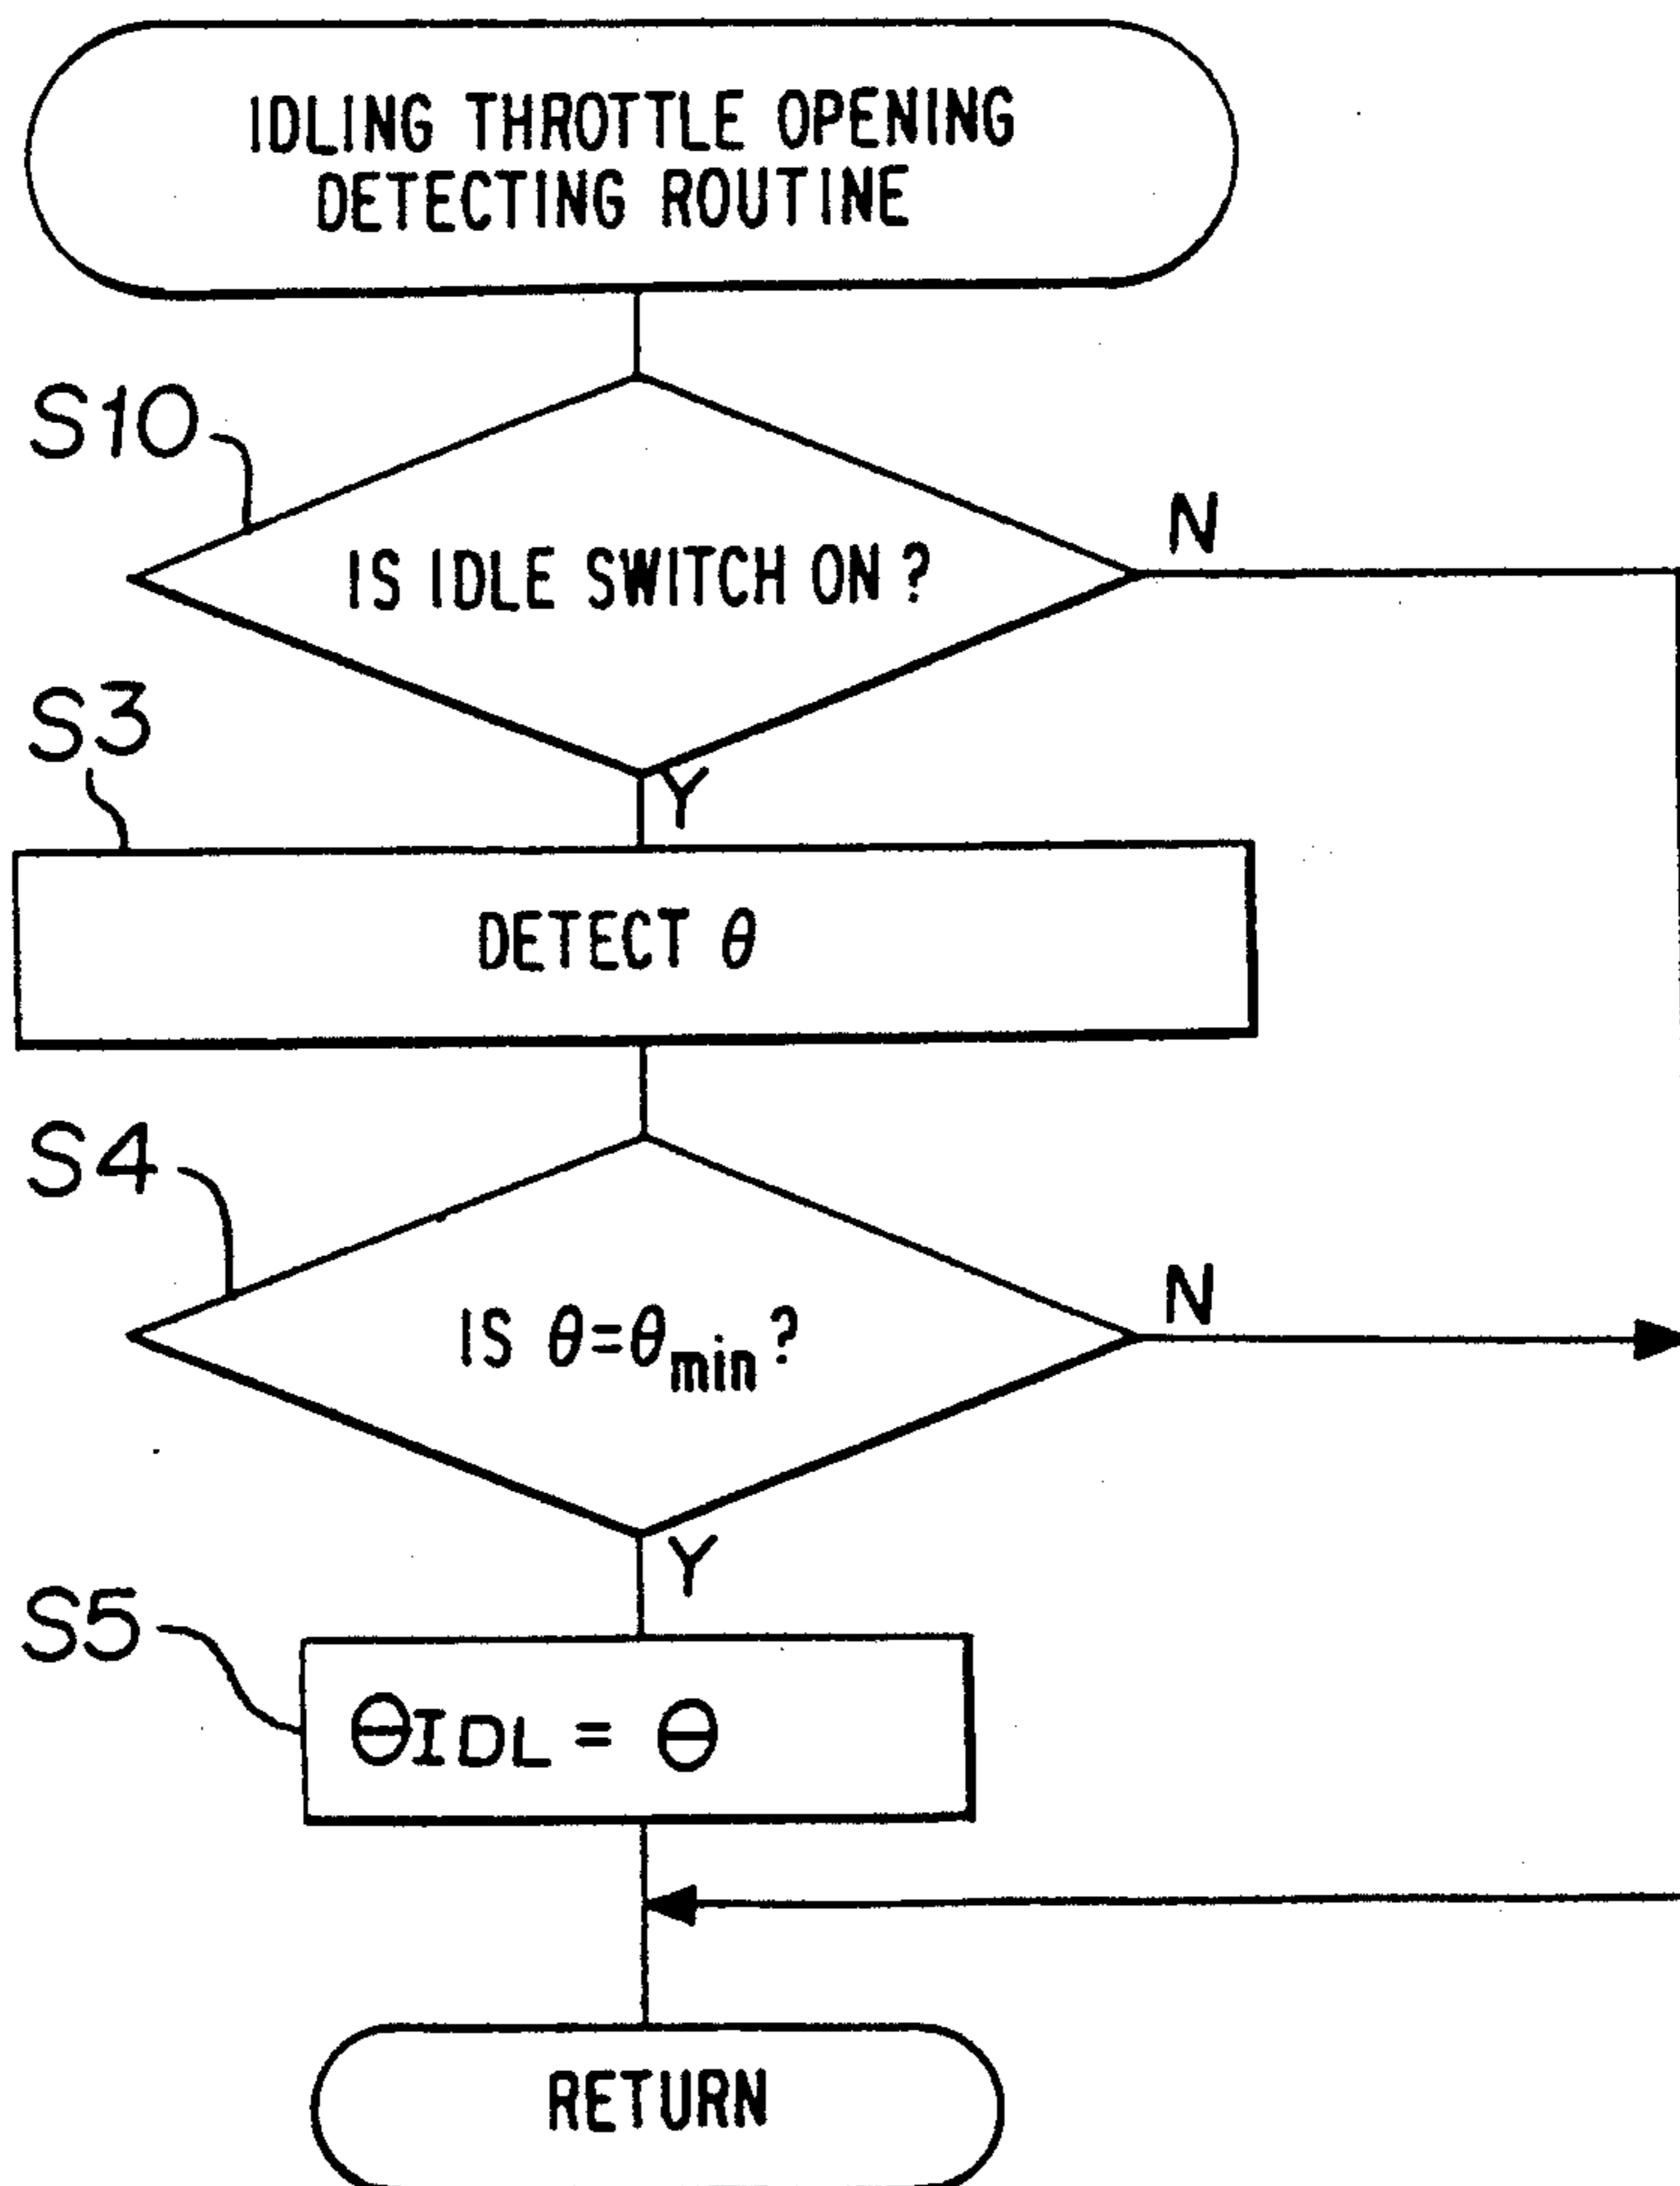 IDLING THROTTLE OPENING
DETECTING ROUTINE
S10
IS IDLE SWITCH ON ?
N
Y
S3
DETECT θ
S4
IS θ=θmin?
N
Y
S5
θIDL = θ
RETURN